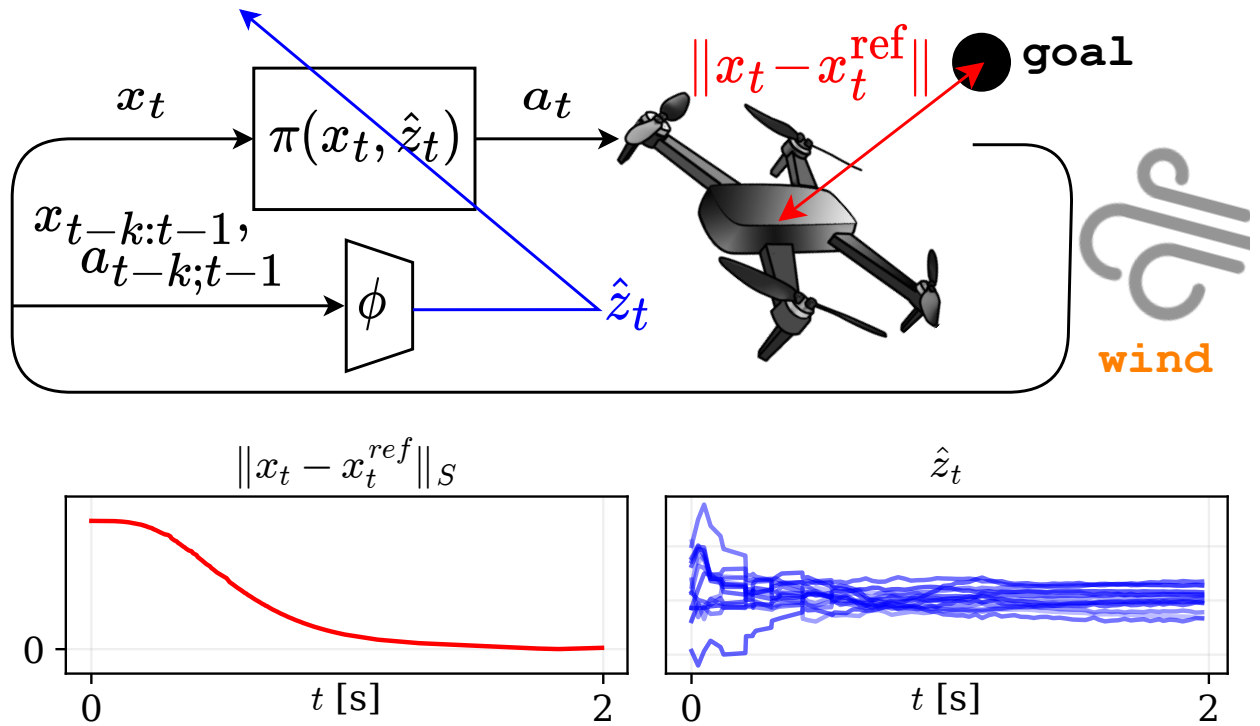 ‖x_t − x_t^ref‖
goal
x_t
π(x_t, ẑ_t)
a_t
x_{t−k:t−1},
a_{t−k;t−1}
ϕ
ẑ_t
wind
‖x_t − x_t^{ref}‖_S
0
0
t [s]
2
ẑ_t
0
t [s]
2